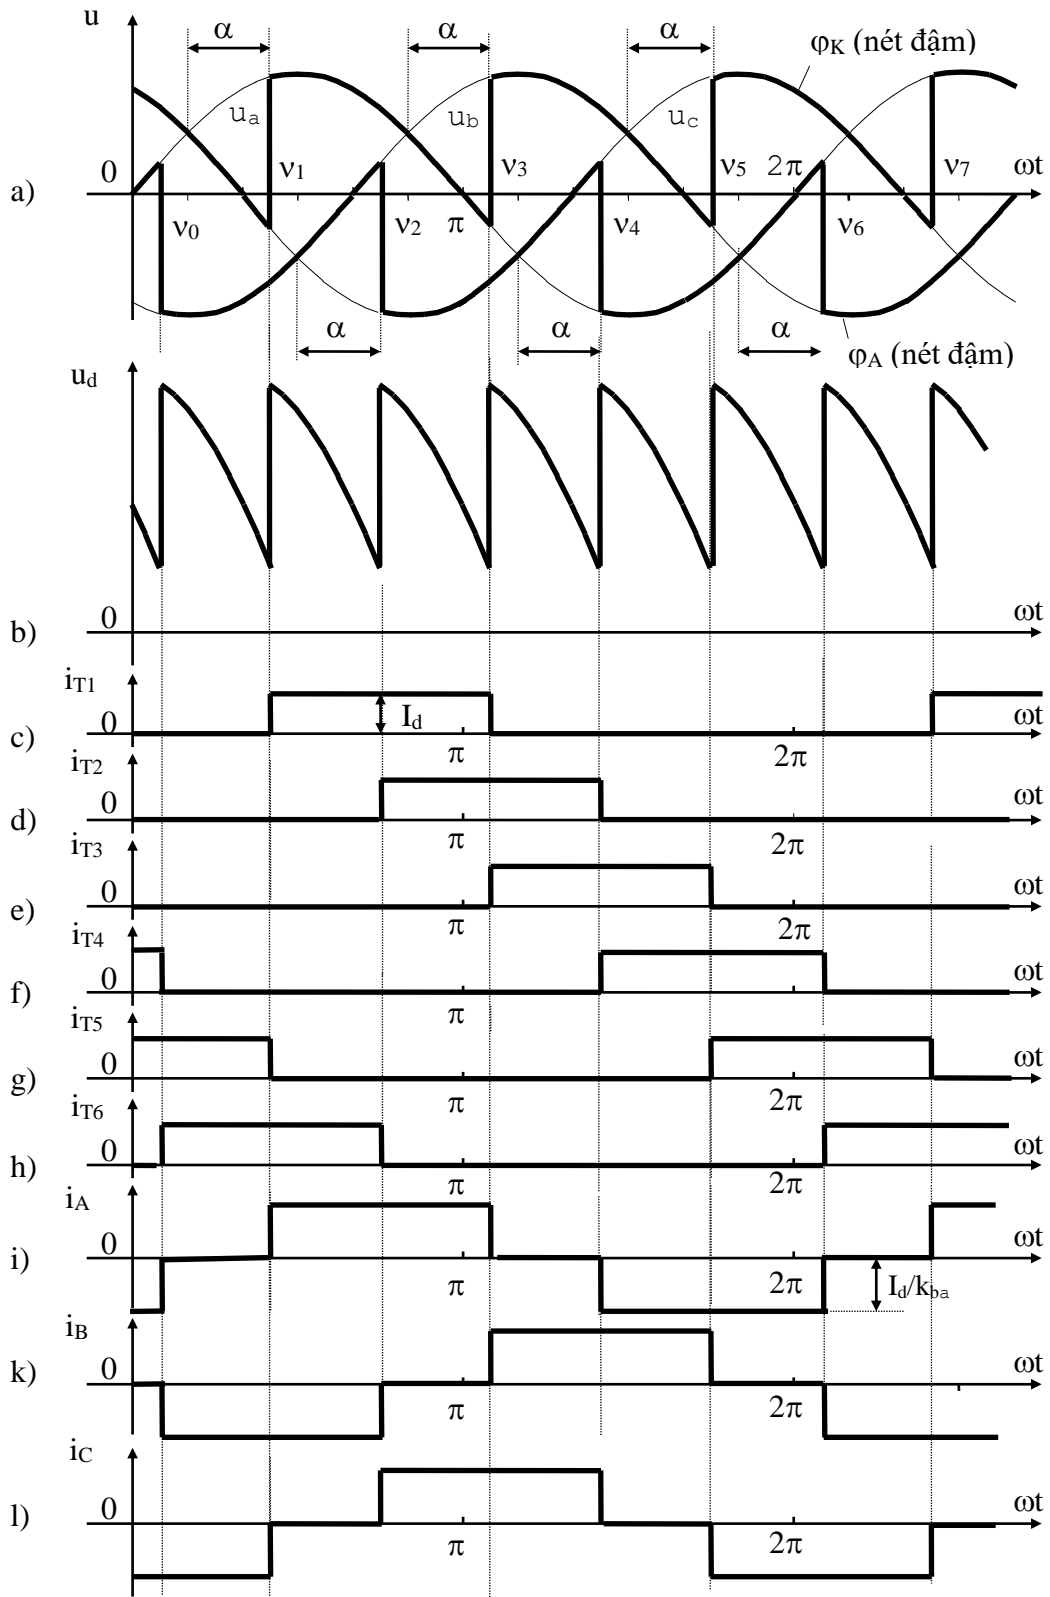 u
α
α
α
φK (nét đậm)
ua
ub
uc
0
ν1
ν3
ν5
2π
ν7
ωt
a)
ν0
ν2
π
ν4
ν6
α
α
α
φA (nét đậm)
ud
0
ωt
b)
iT1
0
Id
ωt
c)
π
2π
iT2
0
ωt
d)
π
2π
iT3
0
ωt
e)
π
2π
iT4
0
ωt
f)
π
iT5
0
ωt
g)
π
2π
iT6
0
ωt
h)
π
2π
iA
0
ωt
i)
π
2π
Id/kba
iB
0
ωt
k)
π
2π
iC
0
ωt
l)
π
2π